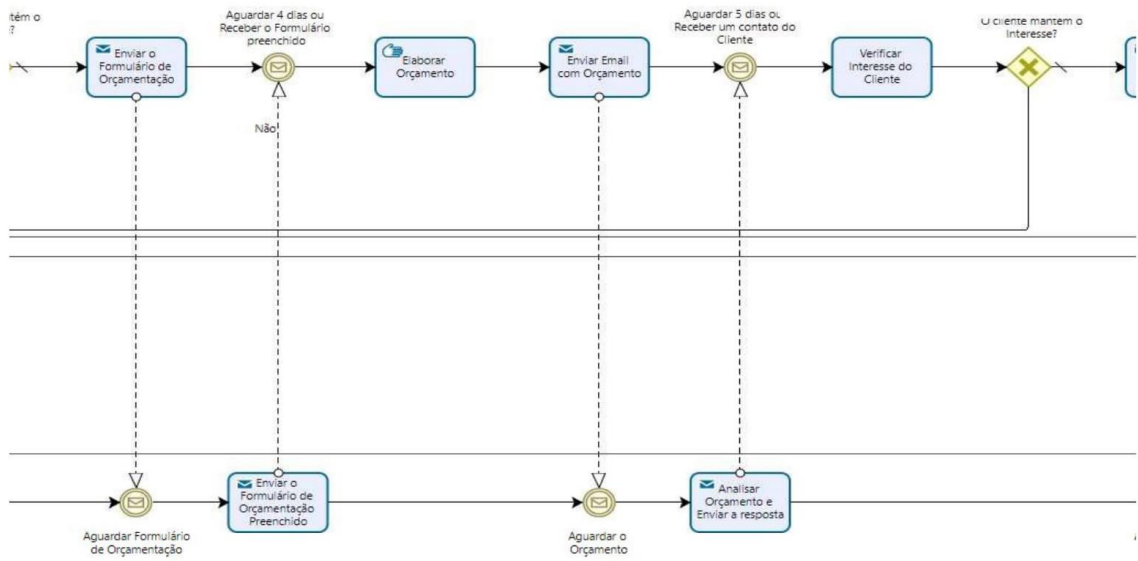 tém o
?
Enviar o
Formulário de
Orçamentação
Aguardar 4 dias ou
Receber o Formulário
preenchido
Elaborar
Orçamento
Enviar Email
com Orçamento
Aguardar 5 dias ou
Receber um contato do
Cliente
Verificar
Interesse do
Cliente
O cliente mantem o
Interesse?
Não
Aguardar Formulário
de Orçamentação
Enviar o
Formulário de
Orçamentação
Preenchido
Aguardar o
Orçamento
Analisar
Orçamento e
Enviar a resposta